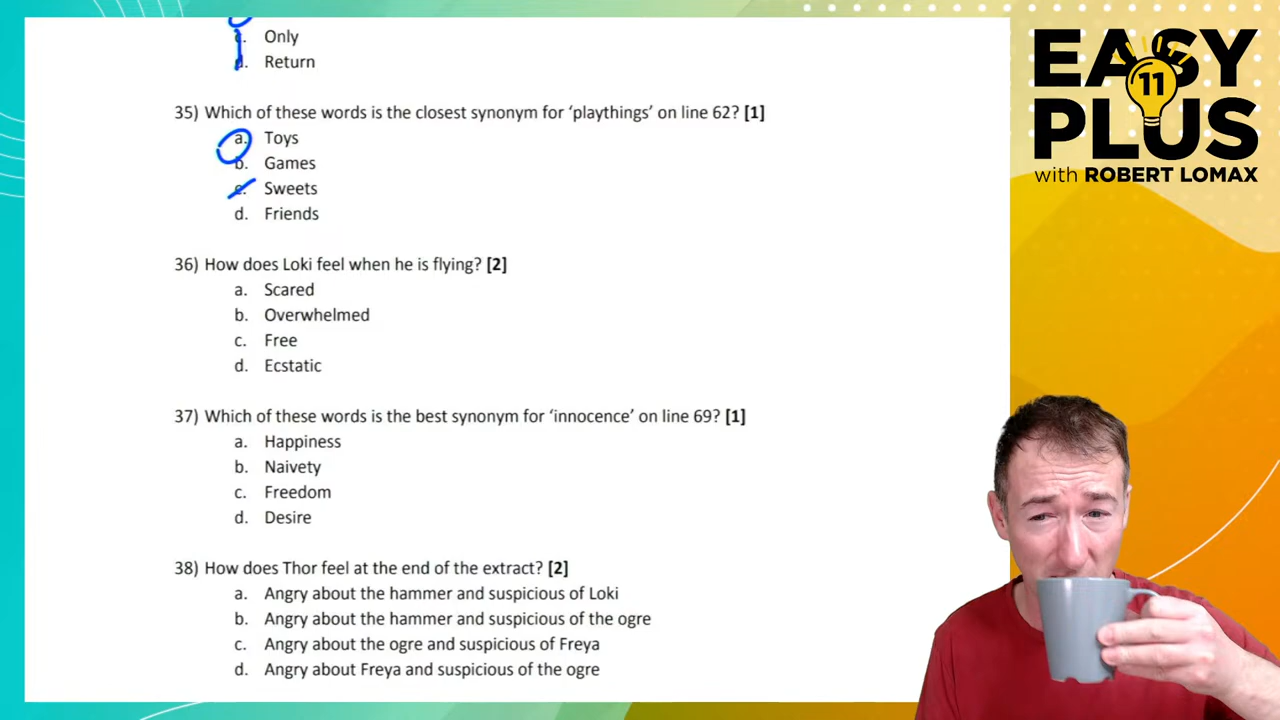 c. Only
d. Return
35) Which of these words is the closest synonym for ‘playthings’ on line 62? [1]
a. Toys
b. Games
c. Sweets
d. Friends
36) How does Loki feel when he is flying? [2]
a. Scared
b. Overwhelmed
c. Free
d. Ecstatic
37) Which of these words is the best synonym for ‘innocence’ on line 69? [1]
a. Happiness
b. Naivety
c. Freedom
d. Desire
38) How does Thor feel at the end of the extract? [2]
a. Angry about the hammer and suspicious of Loki
b. Angry about the hammer and suspicious of the ogre
c. Angry about the ogre and suspicious of Freya
d. Angry about Freya and suspicious of the ogre
EASY
11
PLUS
with ROBERT LOMAX